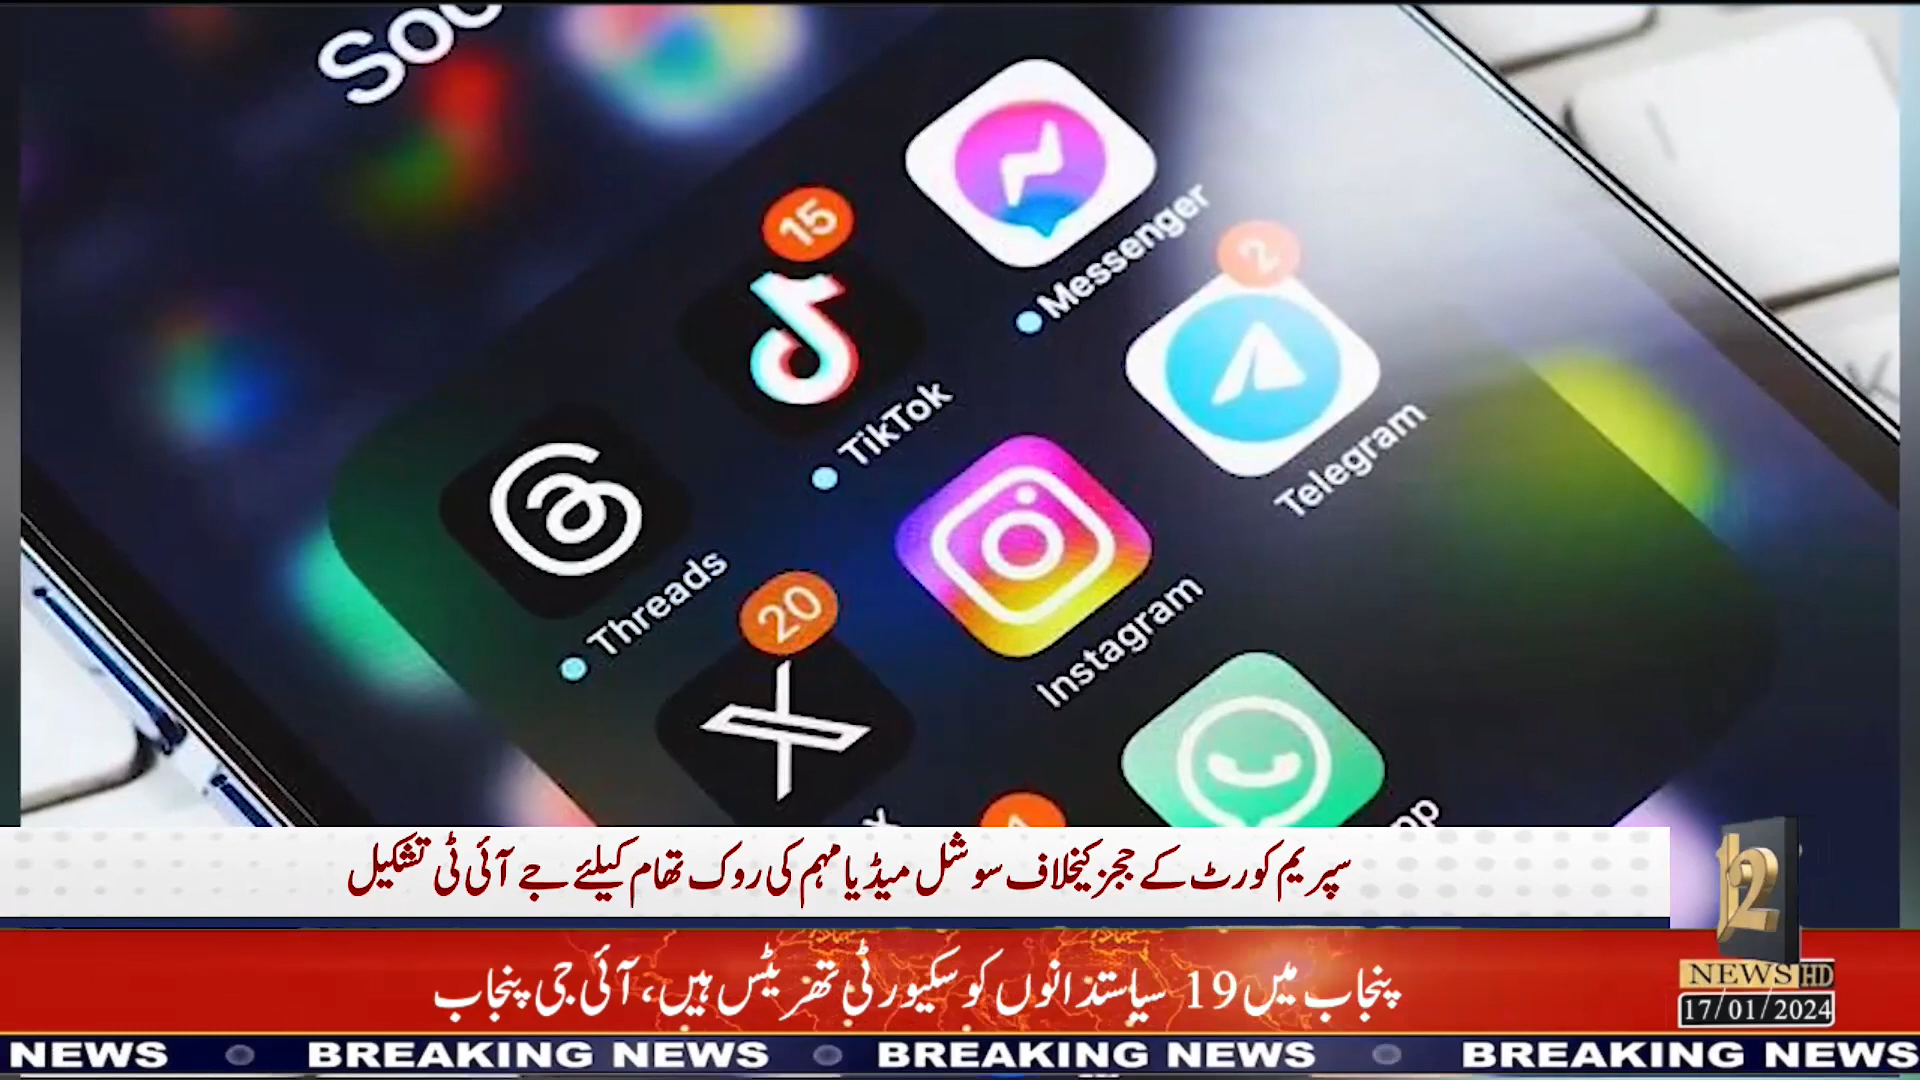 Soc
Messenger
15
2
TikTok
Telegram
Threads
20
Instagram
سپریم کورٹ کے ججز کیخلاف سوشل میڈیا مہم کی روک تھام کیلئے جے آئی ٹی تشکیل
12
پنجاب میں 19 سیاستدانوں کو سکیورٹی تھریٹس ہیں، آئی جی پنجاب
NEWS HD
17/01/2024
NEWS BREAKING NEWS BREAKING NEWS BREAKING NEWS